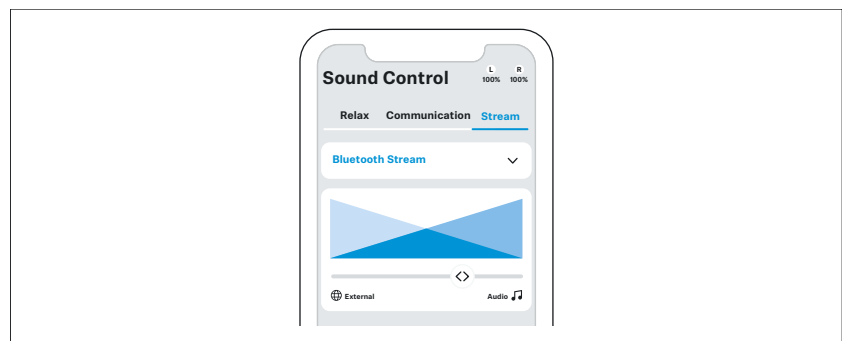 Sound Control
L R
100% 100%
Relax Communication Stream
Bluetooth Stream
External Audio